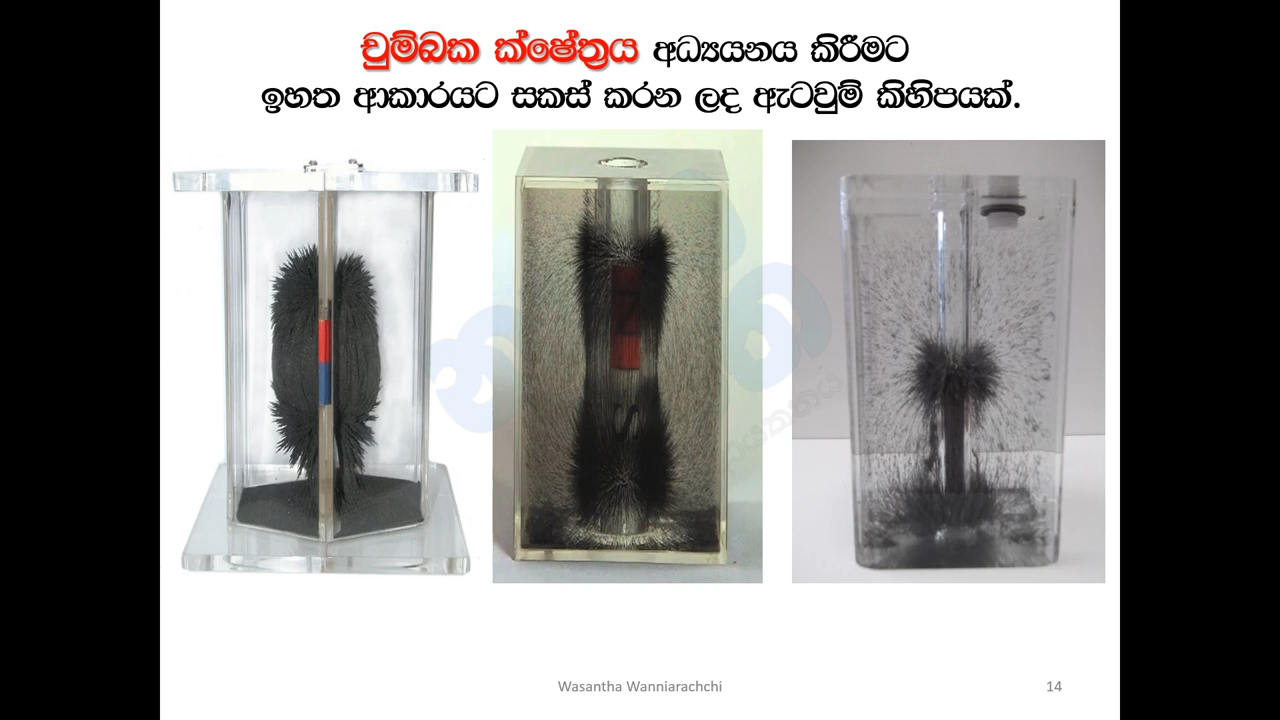 චුම්බක ක්ෂේත්‍රය අධ්‍යයනය කිරීමට
ඉහත ආකාරයට සකස් කරන ලද ඇටවුම් කිහිපයක්.
N
S
Wasantha Wanniarachchi
14